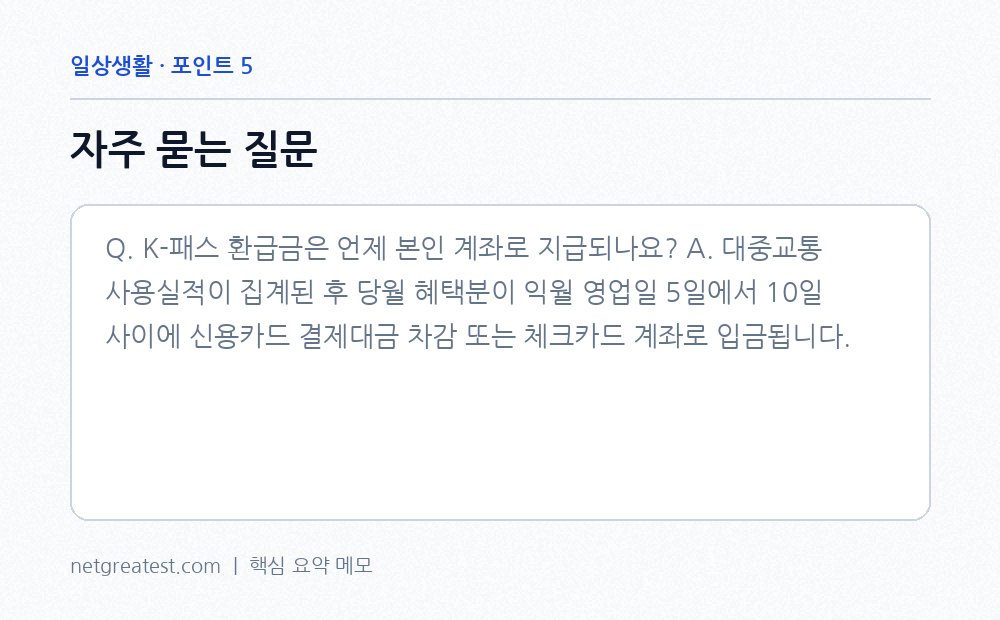 일상생활 · 포인트 5
자주 묻는 질문
Q. K-패스 환급금은 언제 본인 계좌로 지급되나요? A. 대중교통
사용실적이 집계된 후 당월 혜택분이 익월 영업일 5일에서 10일
사이에 신용카드 결제대금 차감 또는 체크카드 계좌로 입금됩니다.
netgreatest.com | 핵심 요약 메모